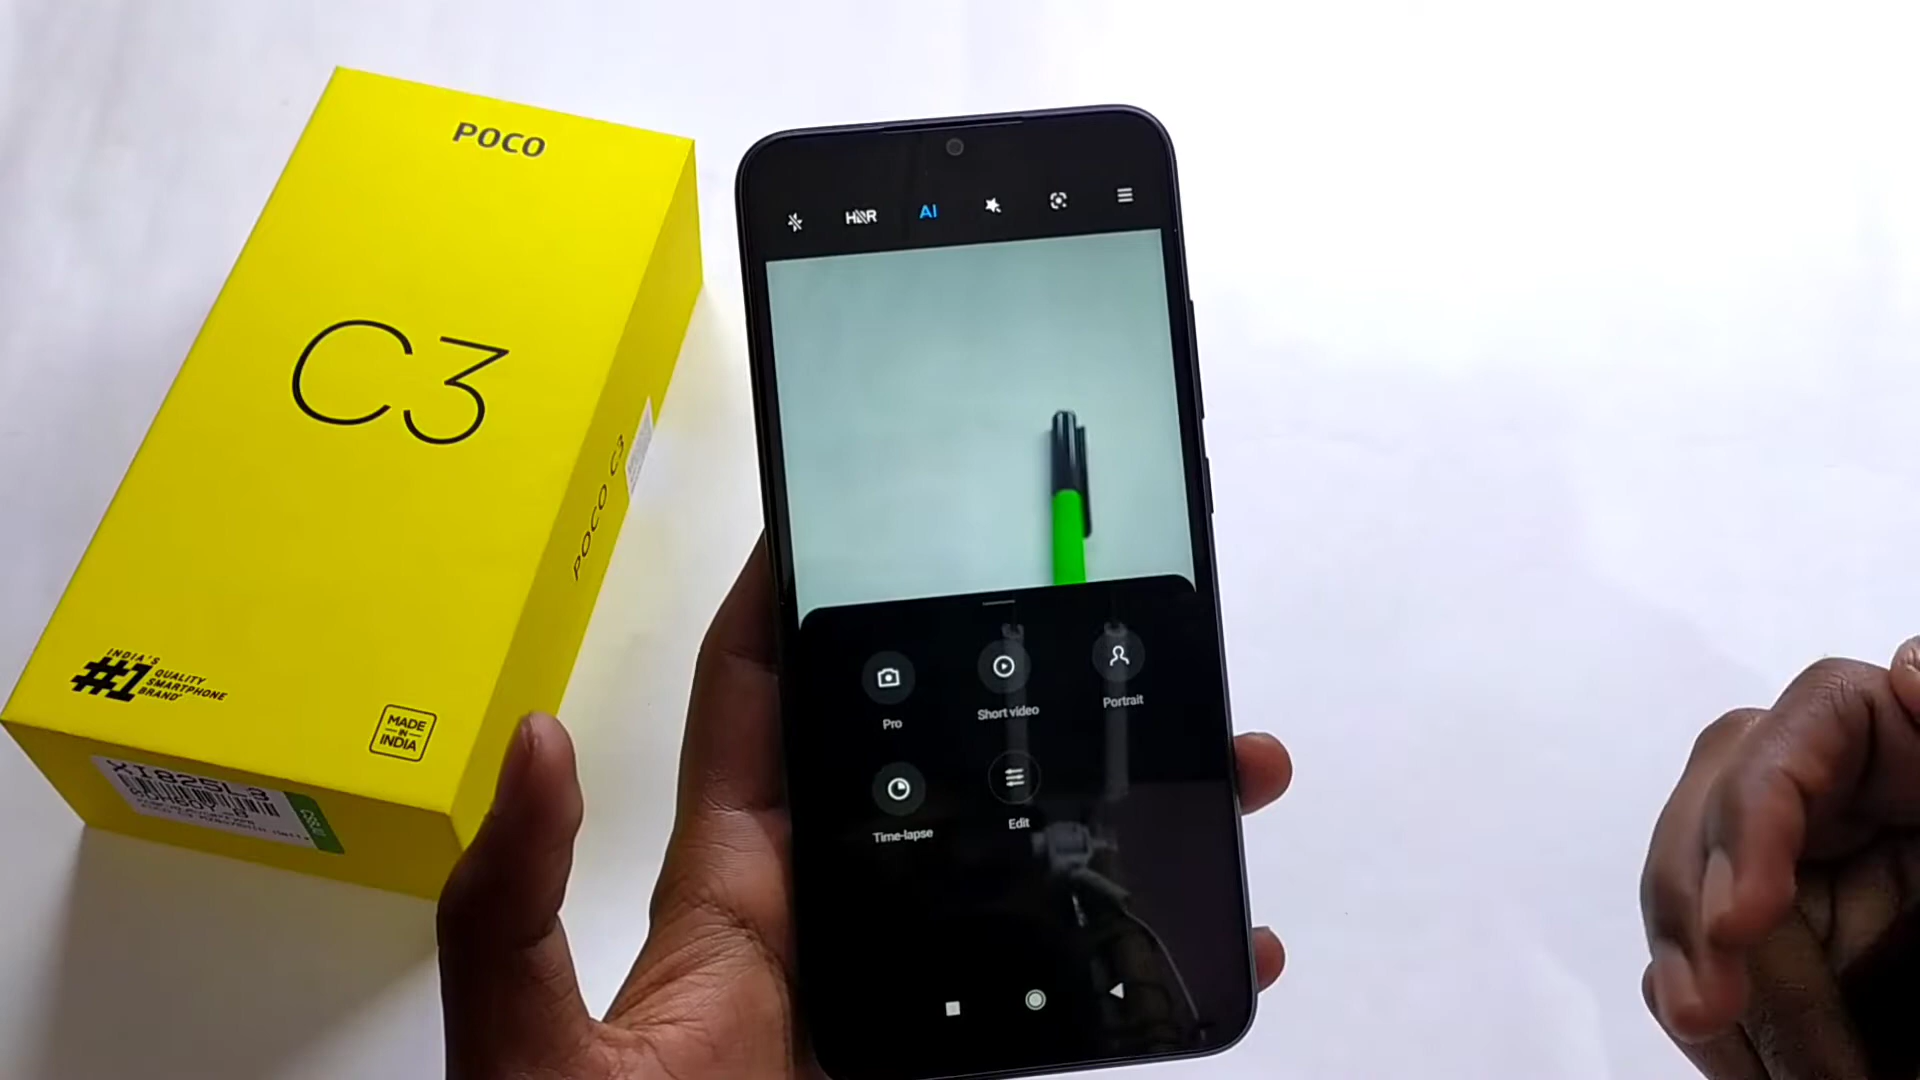 POCO
C3
POCO C3
INDIA'S
#1 QUALITY
SMARTPHONE
BRAND
MADE
IN
INDIA
HDR
AI
Pro
Short video
Portrait
Time-lapse
Edit